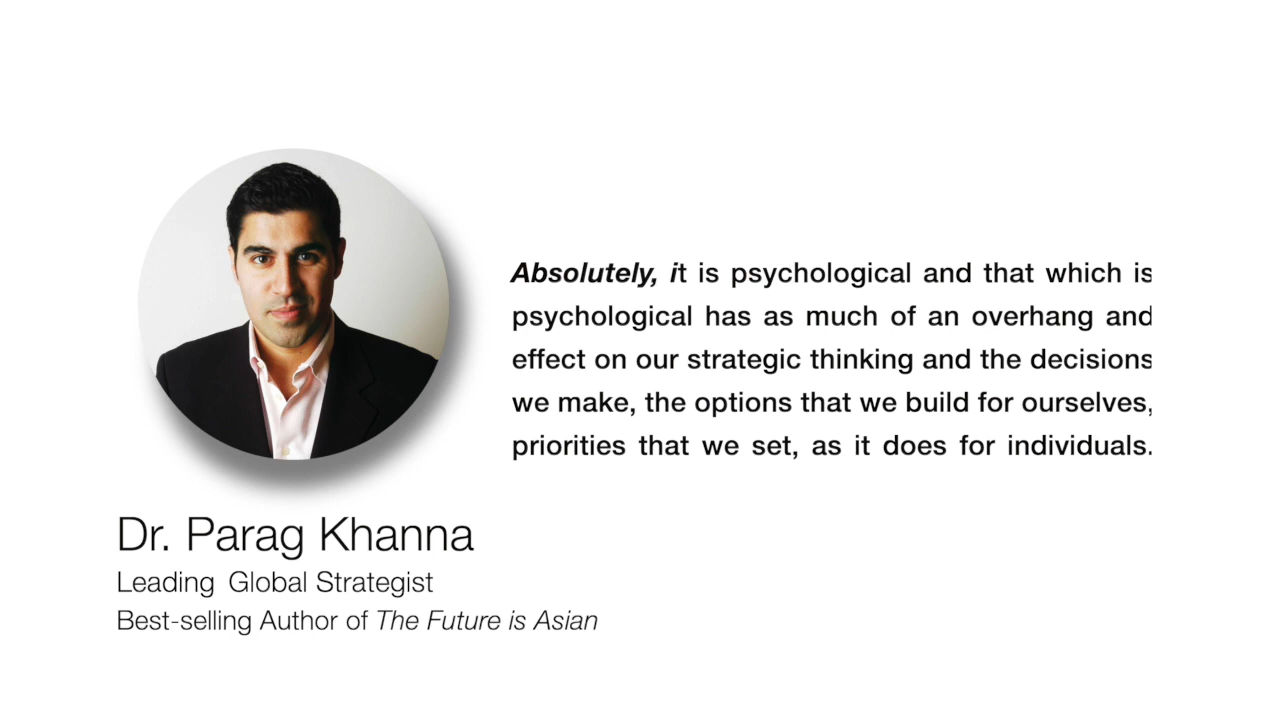 Absolutely, it is psychological and that which is
psychological has as much of an overhang and
effect on our strategic thinking and the decisions
we make, the options that we build for ourselves,
priorities that we set, as it does for individuals.
Dr. Parag Khanna
Leading Global Strategist
Best-selling Author of The Future is Asian